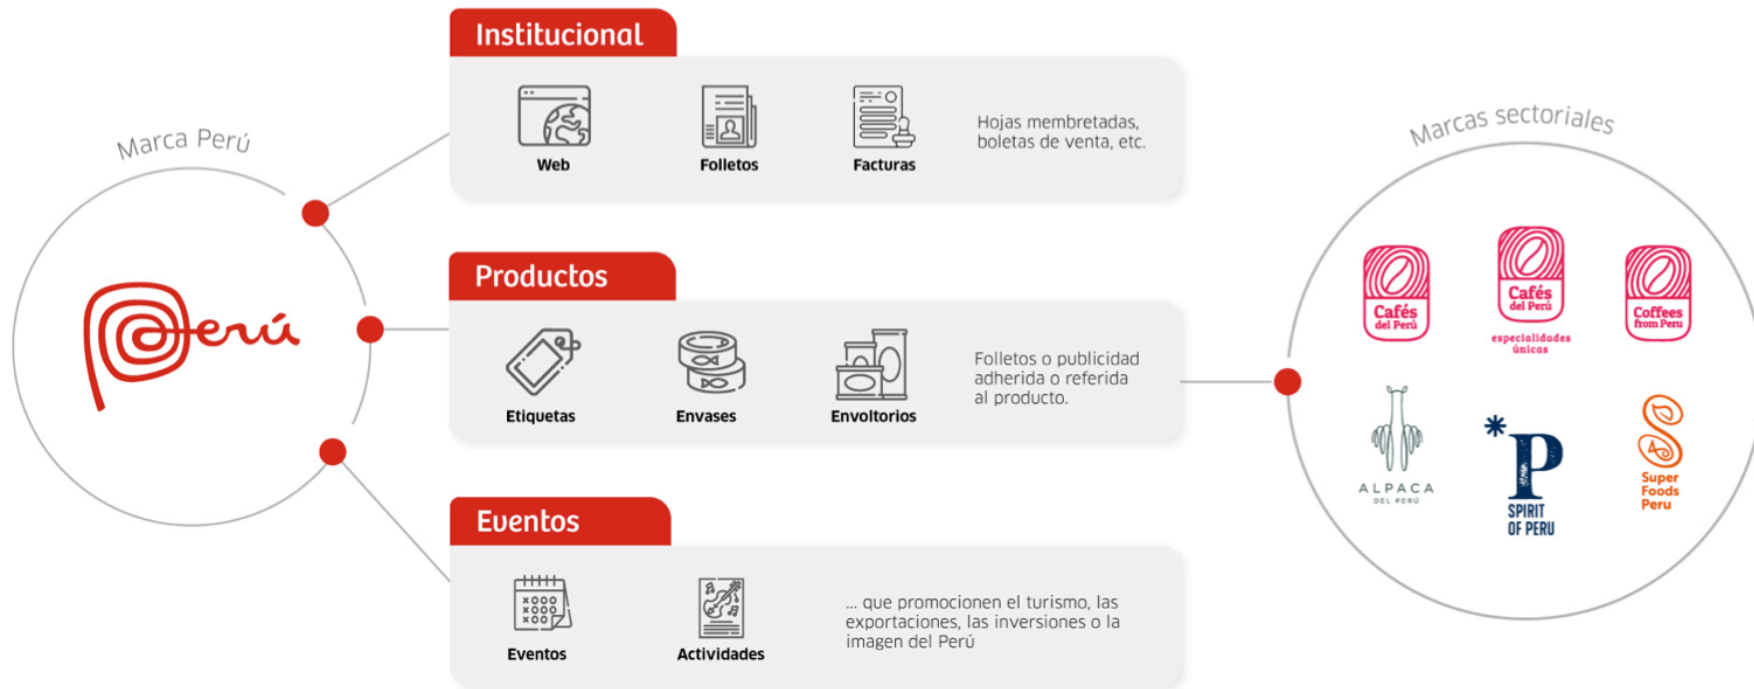 Marca Perú
Perú
Institucional
Web
Folletos
Facturas
Hojas membretadas,
boletas de venta, etc.
Productos
Etiquetas
Envases
Envoltorios
Folletos o publicidad
adherida o referida
al producto.
Eventos
Eventos
Actividades
... que promocionen el turismo, las
exportaciones, las inversiones o la
imagen del Perú
Marcas sectoriales
Cafés
del Perú
Cafés
del Perú
especialidades
únicas
Coffees
from Peru
ALPACA
DEL PERÚ
P
SPIRIT
OF PERU
Super
Foods
Peru